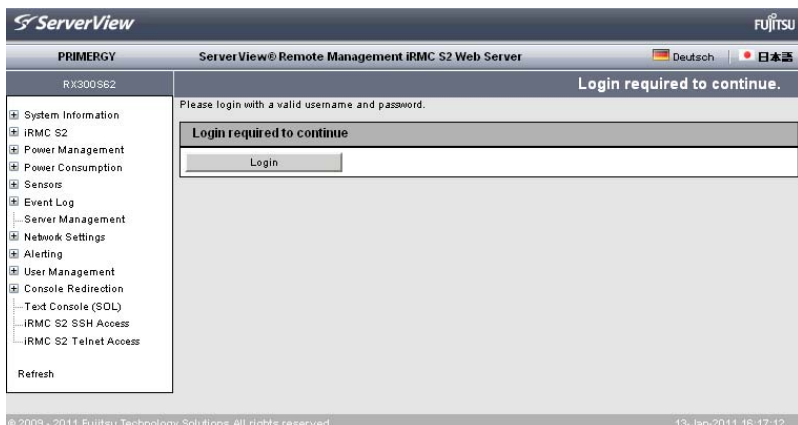 ServerView
FUJITSU
PRIMERGY
ServerView® Remote Management iRMC S2 Web Server
Deutsch
日本語
RX300S62
Login required to continue.
System Information
iRMC S2
Power Management
Power Consumption
Sensors
Event Log
Server Management
Network Settings
Alerting
User Management
Console Redirection
Text Console (SOL)
iRMC S2 SSH Access
iRMC S2 Telnet Access
Refresh
Please login with a valid username and password.
Login required to continue
Login
© 2009 - 2011 Fujitsu Technology Solutions All rights reserved.
13-Jan-2011 16:17:12